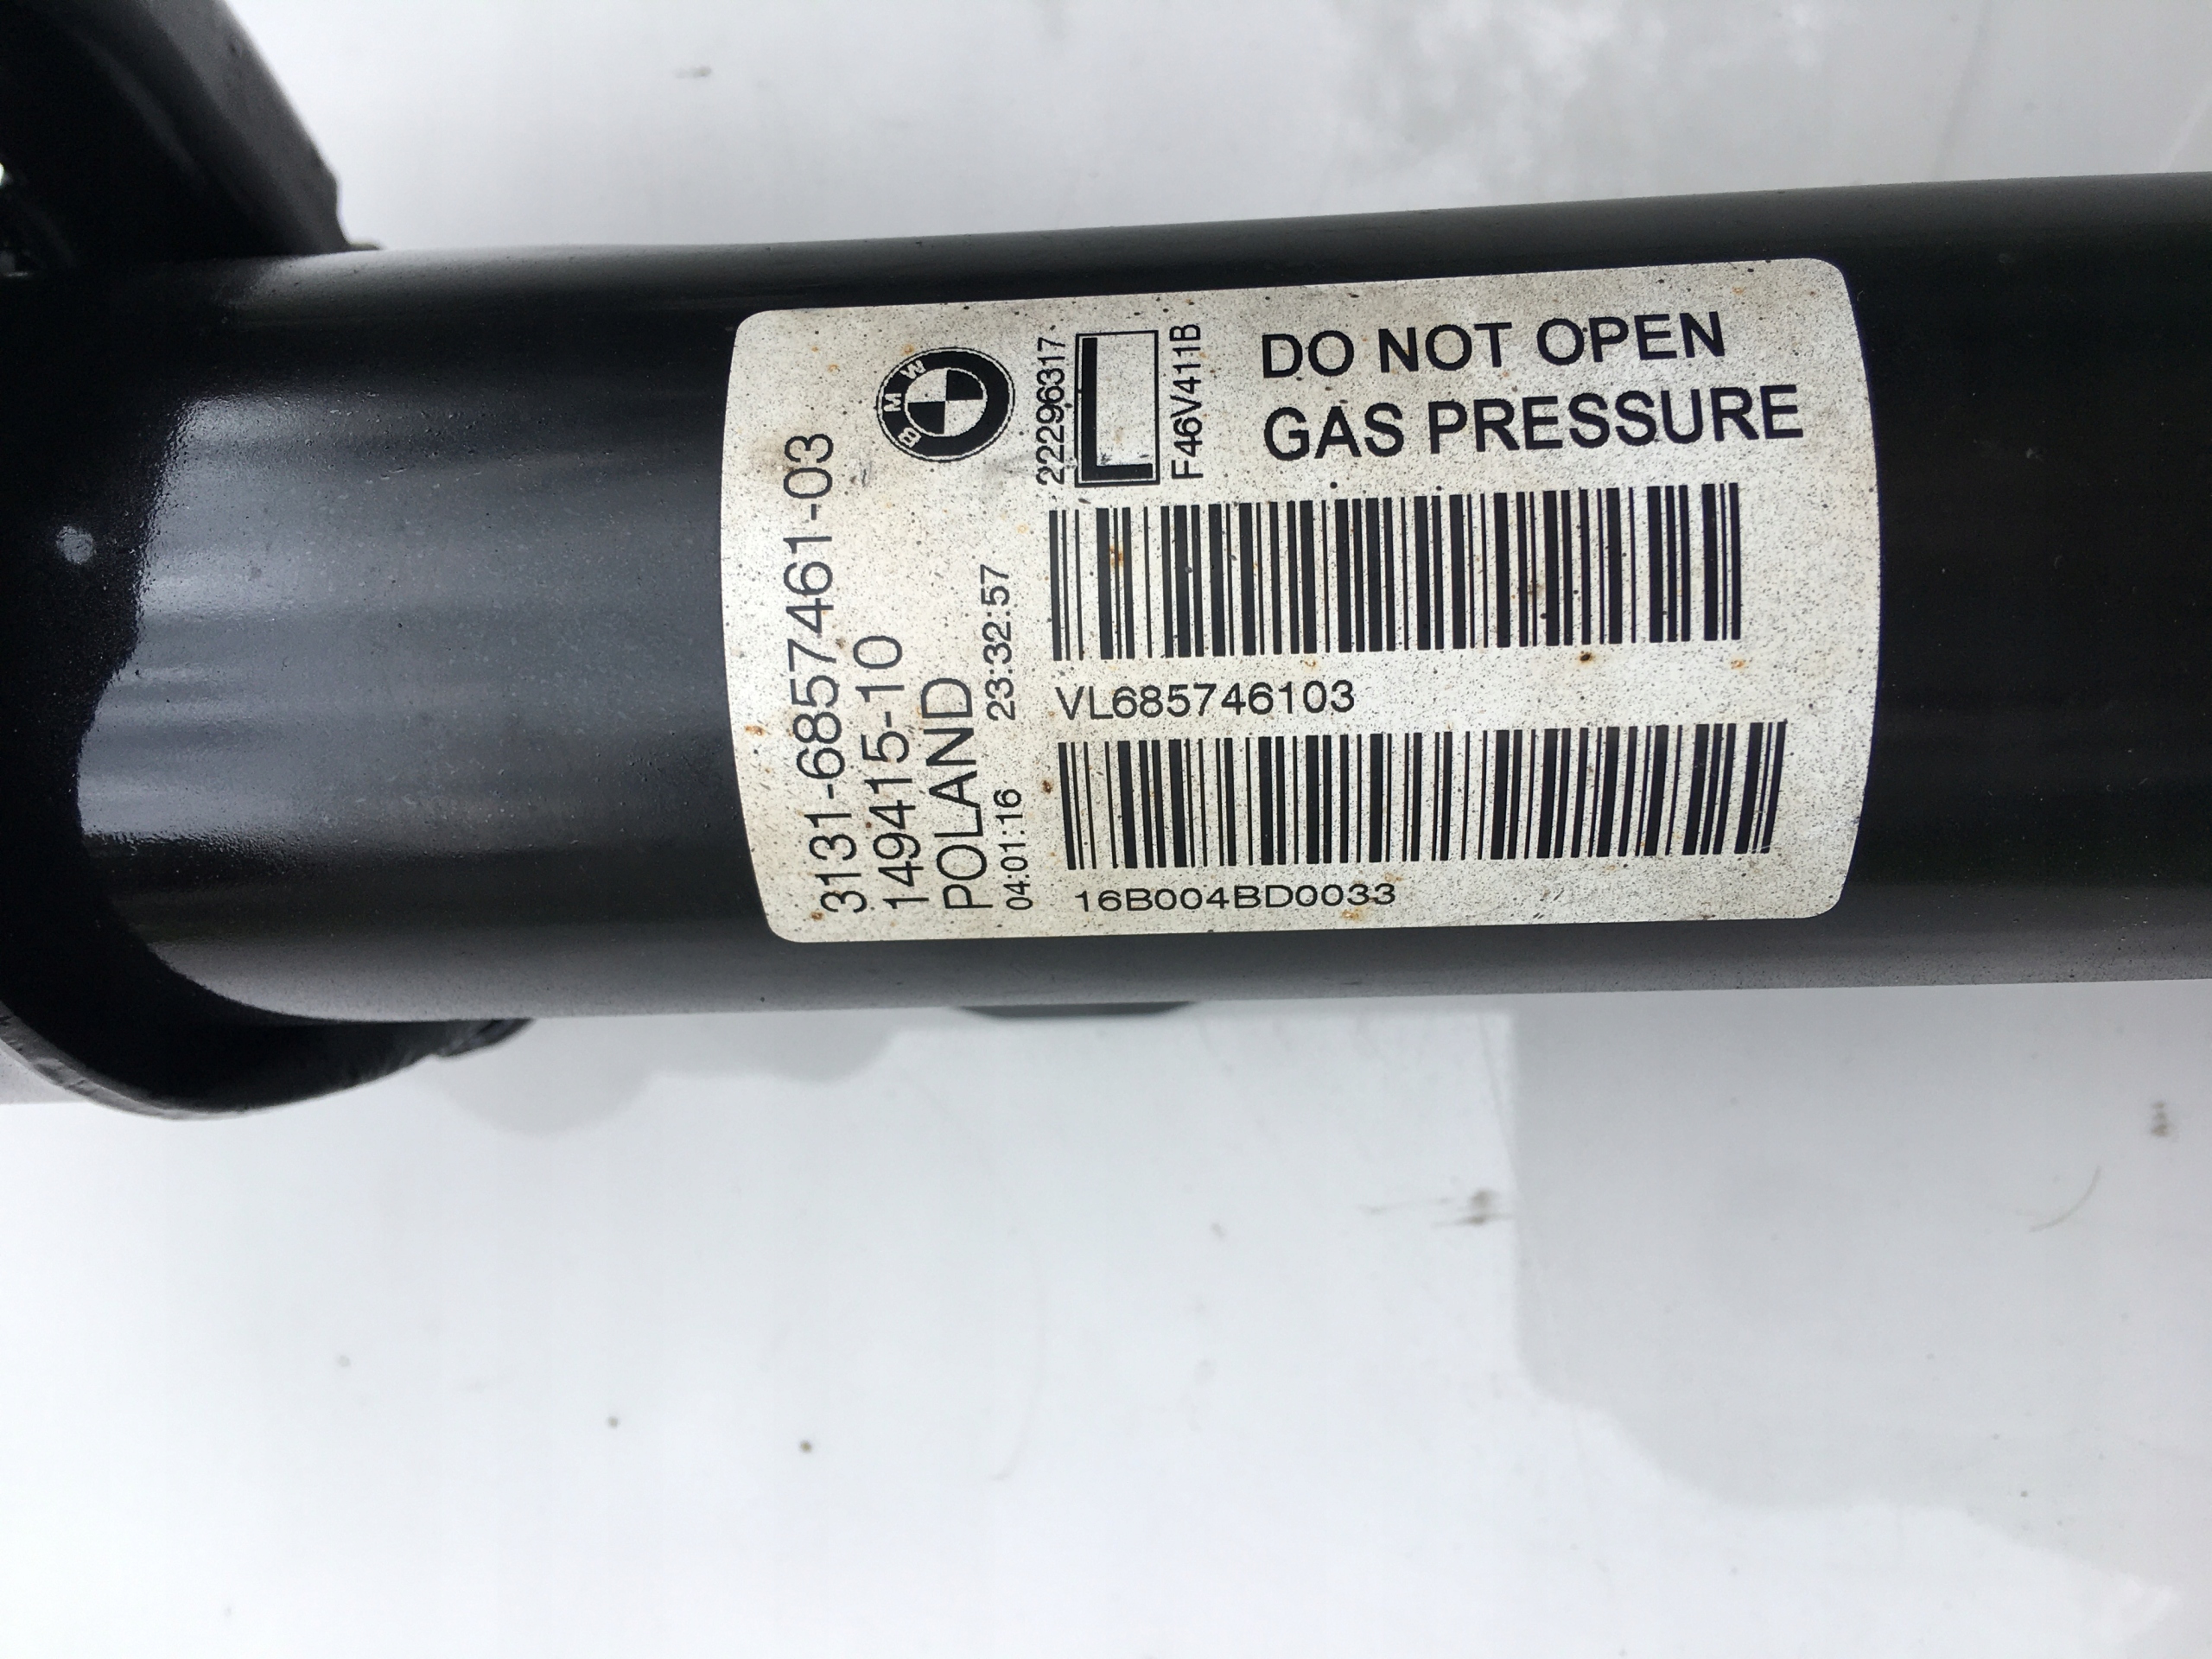 3131-6857461-03
149415-10
POLAND
04:01:16 23:32:57
BMW
22296317
L
F46V411B
DO NOT OPEN
GAS PRESSURE
VL685746103
16B004BD0033